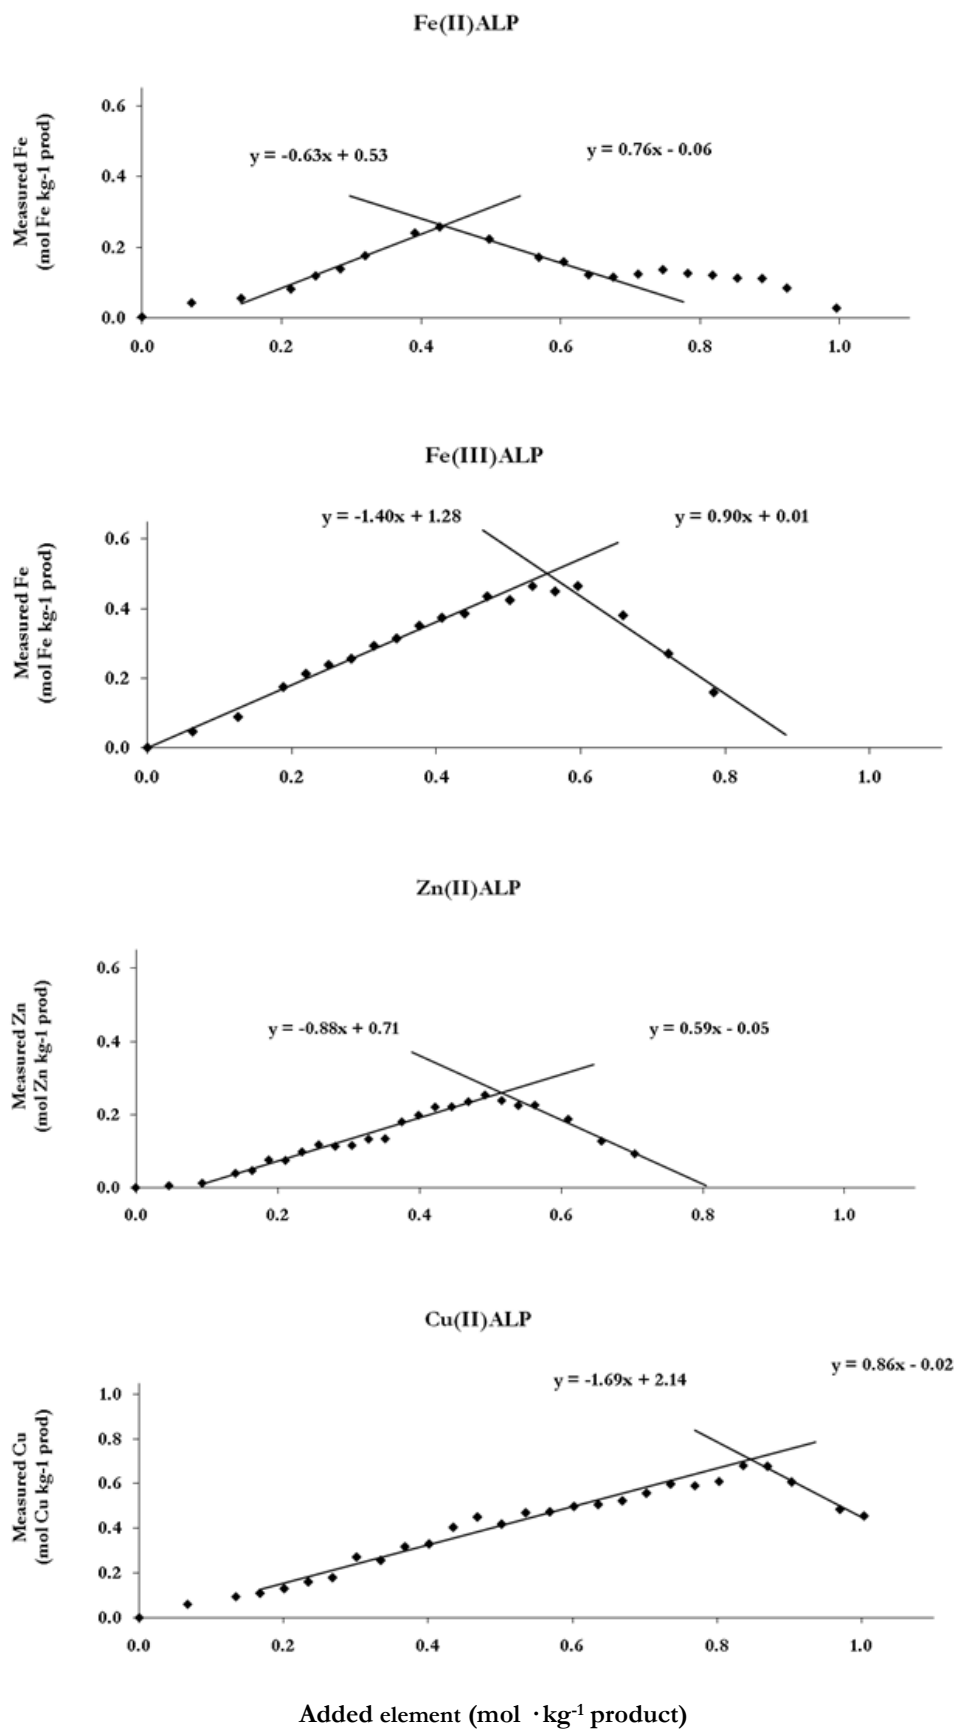 Fe(II)ALP
Measured Fe
(mol Fe kg-1 prod)
0.6
0.4
0.2
0.0
y = -0.63x + 0.53
y = 0.76x - 0.06
0.0 0.2 0.4 0.6 0.8 1.0
Fe(III)ALP
Measured Fe
(mol Fe kg-1 prod)
0.6
0.4
0.2
0.0
y = -1.40x + 1.28
y = 0.90x + 0.01
0.0 0.2 0.4 0.6 0.8 1.0
Zn(II)ALP
Measured Zn
(mol Zn kg-1 prod)
0.6
0.4
0.2
0.0
y = -0.88x + 0.71
y = 0.59x - 0.05
0.0 0.2 0.4 0.6 0.8 1.0
Cu(II)ALP
Measured Cu
(mol Cu kg-1 prod)
1.0
0.8
0.6
0.4
0.2
0.0
y = -1.69x + 2.14
y = 0.86x - 0.02
0.0 0.2 0.4 0.6 0.8 1.0
Added element (mol ·kg-1 product)